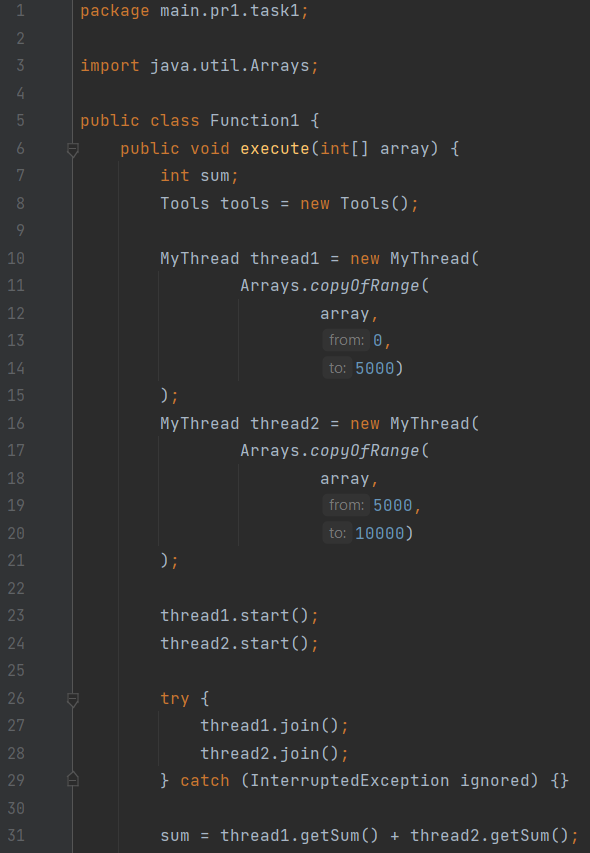 1 package main.pr1.task1;
2
3 import java.util.Arrays;
4
5 public class Function1 {
6     public void execute(int[] array) {
7         int sum;
8         Tools tools = new Tools();
9
10         MyThread thread1 = new MyThread(
11                 Arrays.copyOfRange(
12                         array,
13                         from: 0,
14                         to: 5000)
15         );
16         MyThread thread2 = new MyThread(
17                 Arrays.copyOfRange(
18                         array,
19                         from: 5000,
20                         to: 10000)
21         );
22
23         thread1.start();
24         thread2.start();
25
26         try {
27             thread1.join();
28             thread2.join();
29         } catch (InterruptedException ignored) {}
30
31         sum = thread1.getSum() + thread2.getSum();